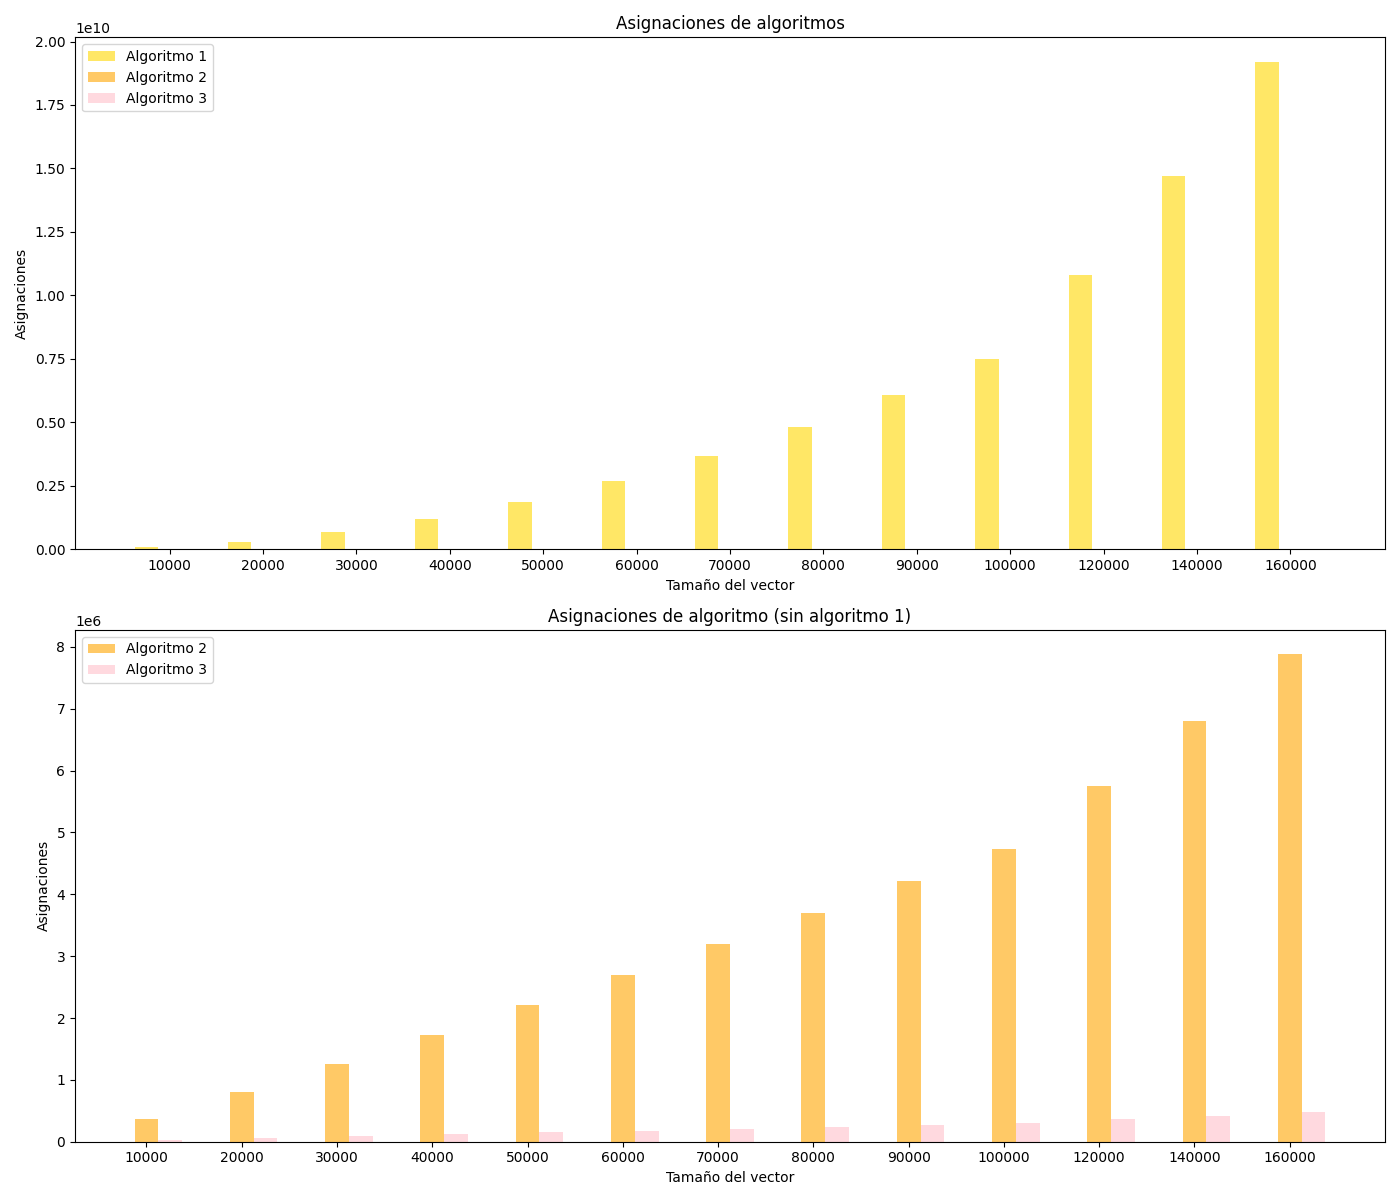 Asignaciones de algoritmos
1e10
2.00
1.75
1.50
1.25
1.00
0.75
0.50
0.25
0.00
Asignaciones
Algoritmo 1
Algoritmo 2
Algoritmo 3
10000 20000 30000 40000 50000 60000 70000 80000 90000 100000 120000 140000 160000
Tamaño del vector
Asignaciones de algoritmo (sin algoritmo 1)
1e6
8
7
6
5
4
3
2
1
0
Asignaciones
Algoritmo 2
Algoritmo 3
10000 20000 30000 40000 50000 60000 70000 80000 90000 100000 120000 140000 160000
Tamaño del vector